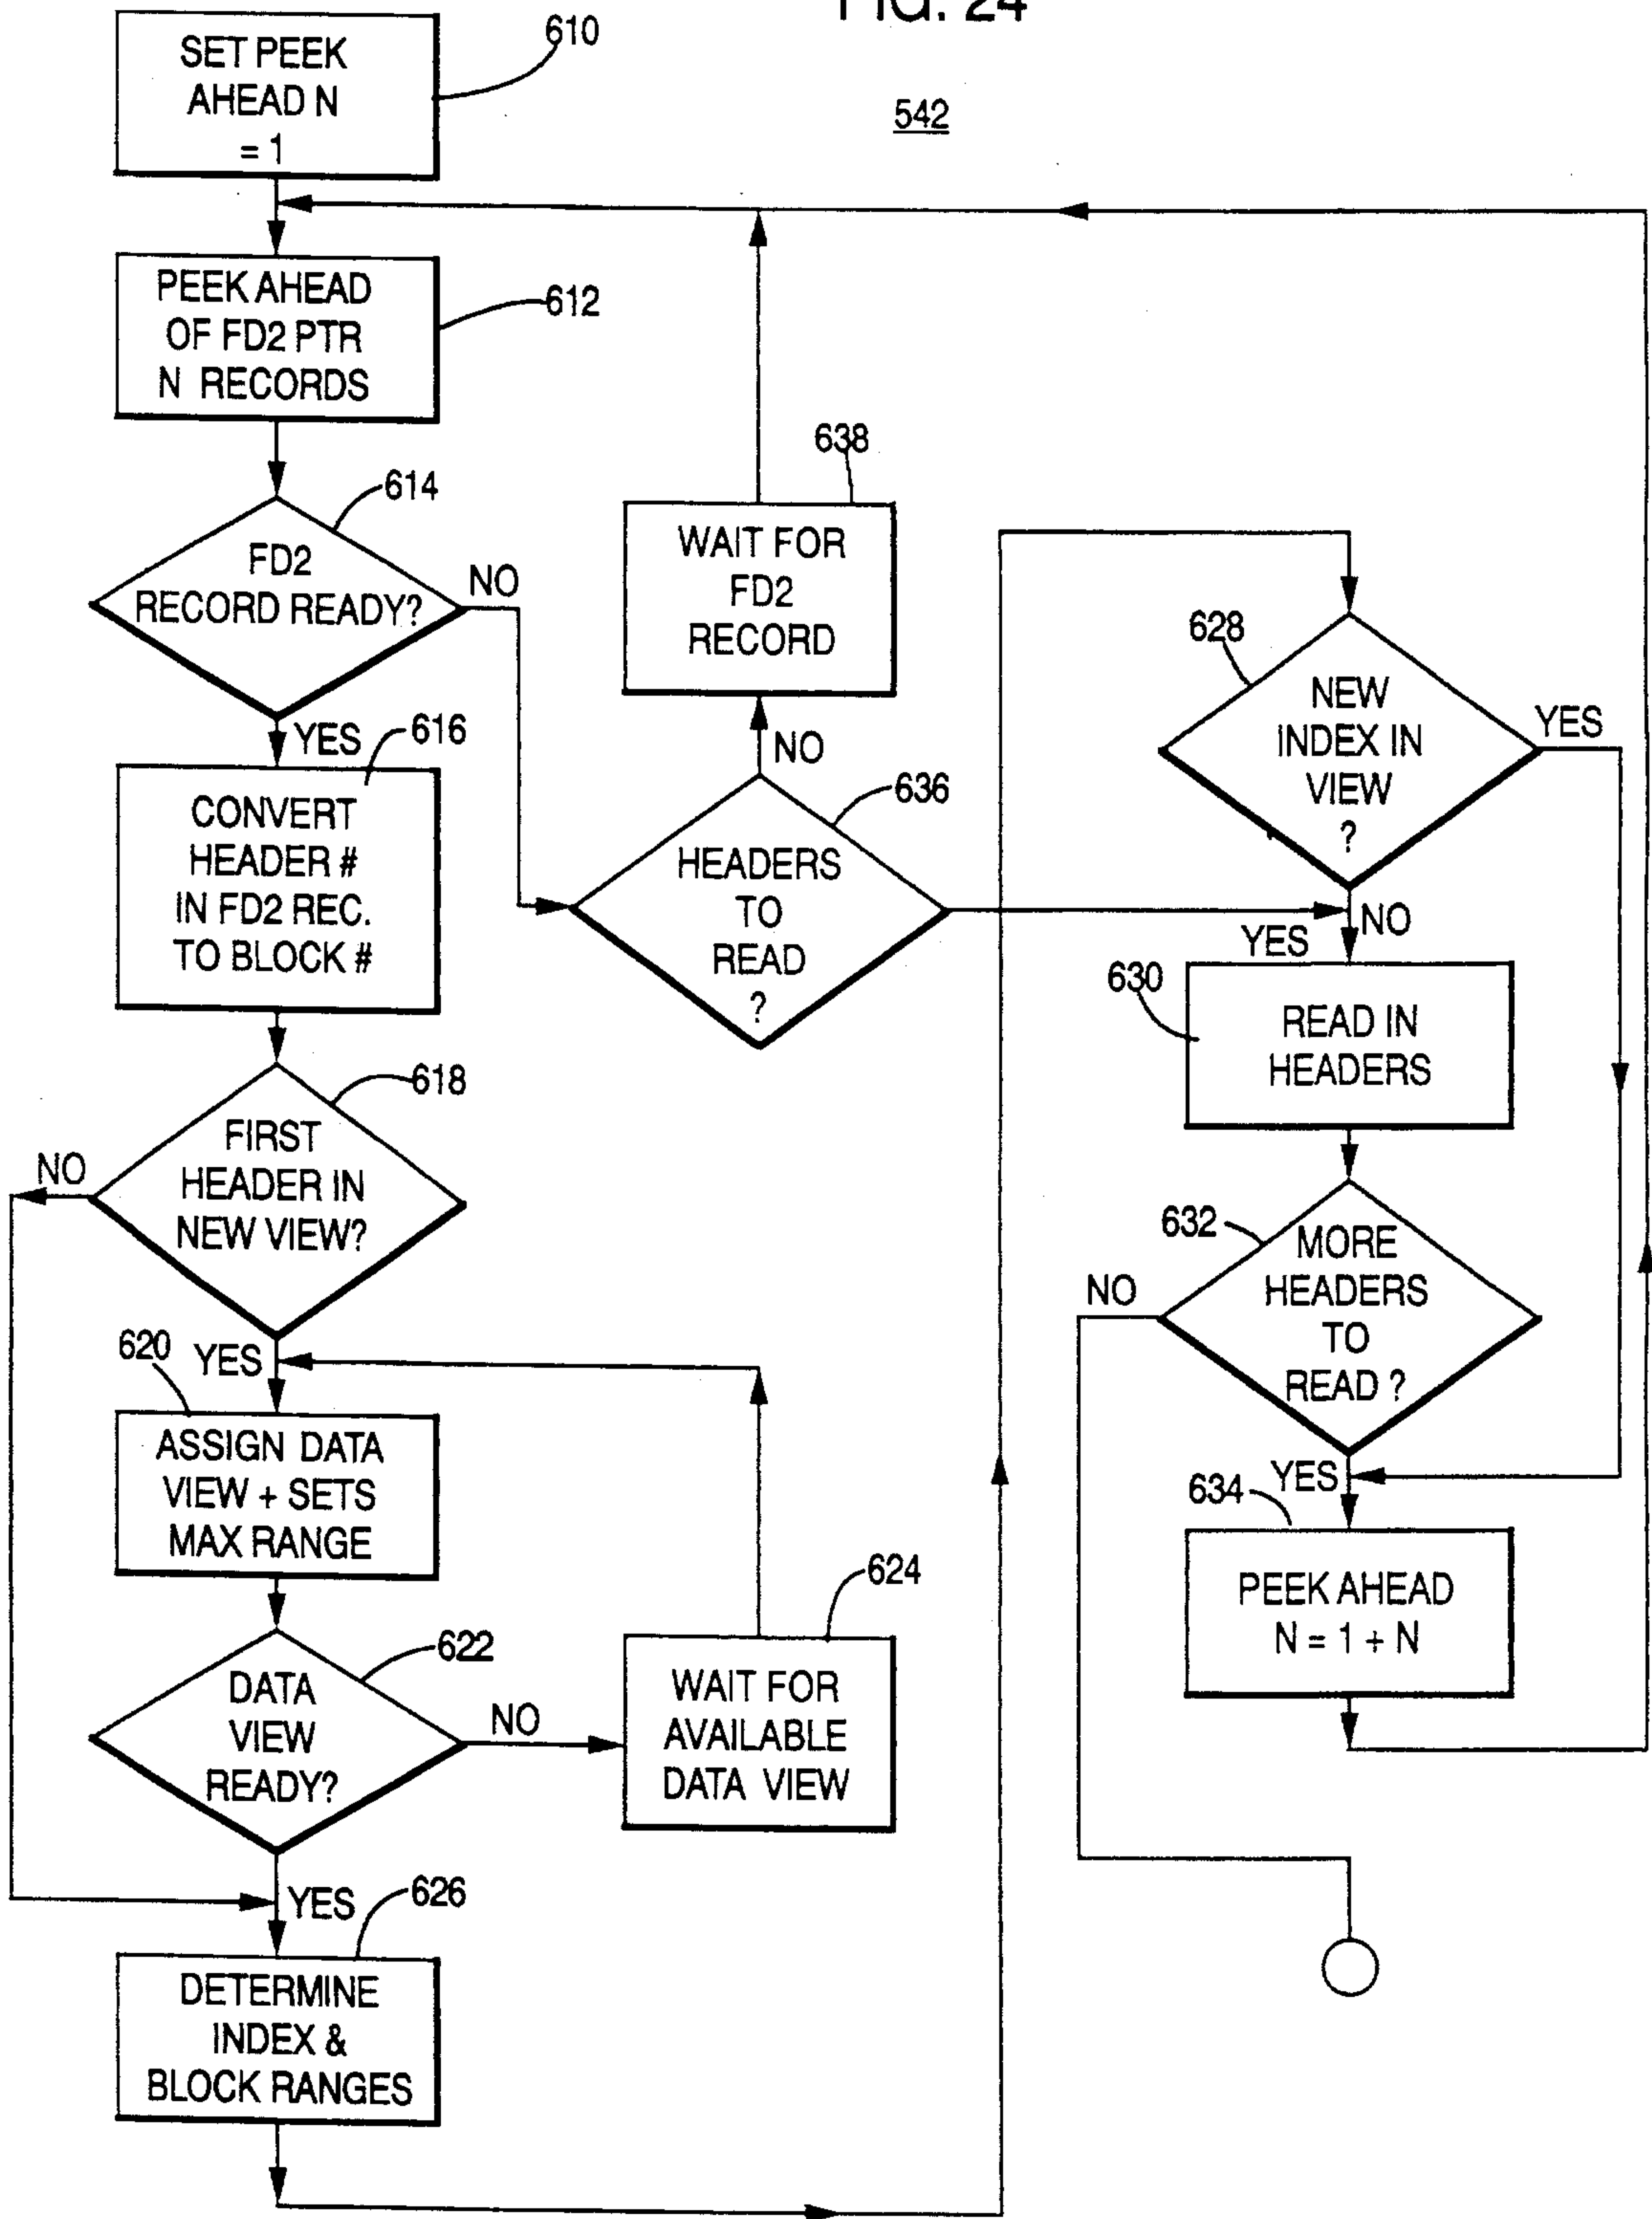 FIG. 24
542
SET PEEK
AHEAD N
= 1
610
PEEK AHEAD
OF FD2 PTR
N RECORDS
612
FD2
RECORD READY?
614
NO
YES
CONVERT
HEADER #
IN FD2 REC.
TO BLOCK #
616
FIRST
HEADER IN
NEW VIEW?
618
NO
YES
620
ASSIGN DATA
VIEW + SETS
MAX RANGE
DATA
VIEW
READY?
622
NO
YES
WAIT FOR
AVAILABLE
DATA VIEW
624
DETERMINE
INDEX &
BLOCK RANGES
626
638
WAIT FOR
FD2
RECORD
NO
HEADERS
TO
READ
?
636
YES
628
NEW
INDEX IN
VIEW
?
YES
NO
630
READ IN
HEADERS
632
MORE
HEADERS
TO
READ ?
NO
YES
634
PEEK AHEAD
N = 1 + N